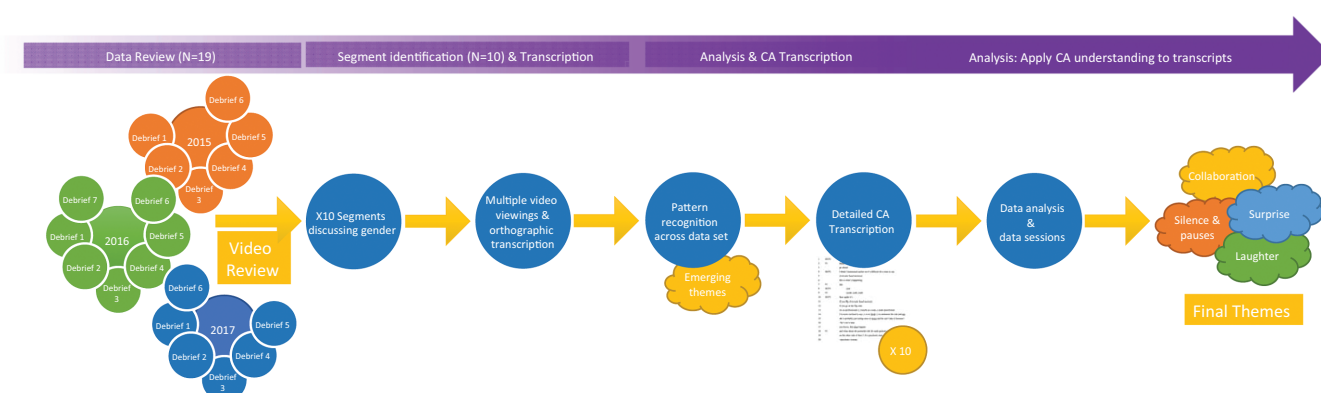 Data Review (N=19)
Segment identification (N=10) & Transcription
Analysis & CA Transcription
Analysis: Apply CA understanding to transcripts
Debrief 6
Debrief 1
2015
Debrief 5
Debrief 2
Debrief 4
Debrief
3
Debrief 7
Debrief 6
Debrief 1
2016
Debrief 5
Debrief 2
Debrief 4
Debrief
3
Debrief 6
Debrief 1
2017
Debrief 5
Debrief 2
Debrief 4
Debrief
3
Video
Review
X10 Segments
discussing gender
Multiple video
viewings &
orthographic
transcription
Pattern
recognition
across data set
Emerging
themes
Detailed CA
Transcription
X 10
Data analysis
&
data sessions
Collaboration
Silence &
pauses
Surprise
Laughter
Final Themes